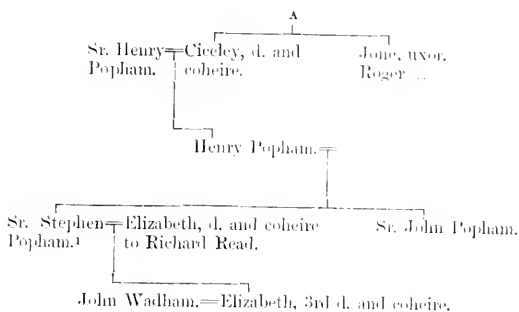 A
Sr. Henry=Ciceley, d. and Jone, uxor.
Popham. coheire. Roger ..
Henry Popham.=
Sr. Stephen=Elizabeth, d. and coheire Sr. John Popham.
Popham.¹ to Richard Read.
John Wadham.=Elizabeth, 3rd d. and coheire.